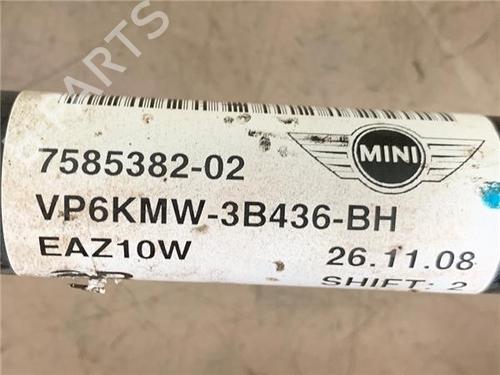 MINI
7585382-02
VP6KMW-3B436-BH
EAZ10W 26.11.08
SHIFT: 2